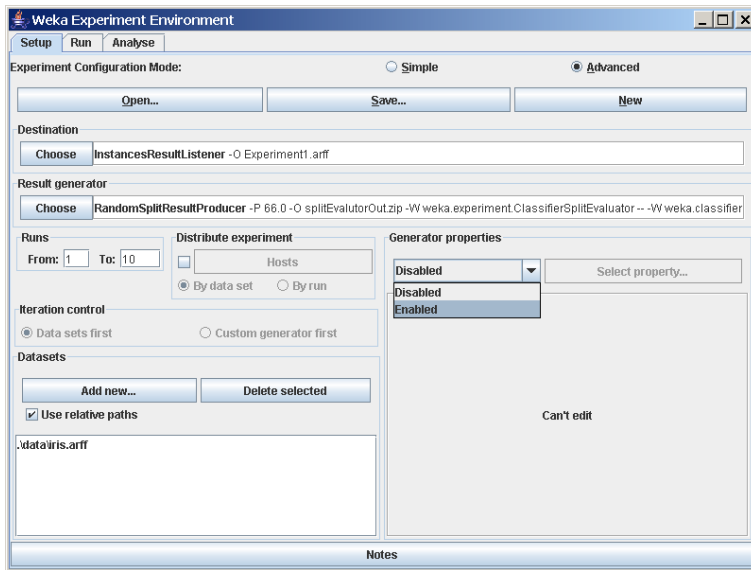 Weka Experiment Environment
Setup Run Analyse
Experiment Configuration Mode: Simple Advanced
Open... Save... New
Destination
Choose InstancesResultListener -O Experiment1.arff
Result generator
Choose RandomSplitResultProducer -P 66.0 -O splitEvalutorOut.zip -W weka.experiment.ClassifierSplitEvaluator -- -W weka.classifier
Runs
From: 1 To: 10
Distribute experiment
Hosts
By data set By run
Generator properties
Disabled Select property...
Disabled
Enabled
Iteration control
Data sets first Custom generator first
Datasets
Add new... Delete selected
Use relative paths
.\data\iris.arff
Can't edit
Notes